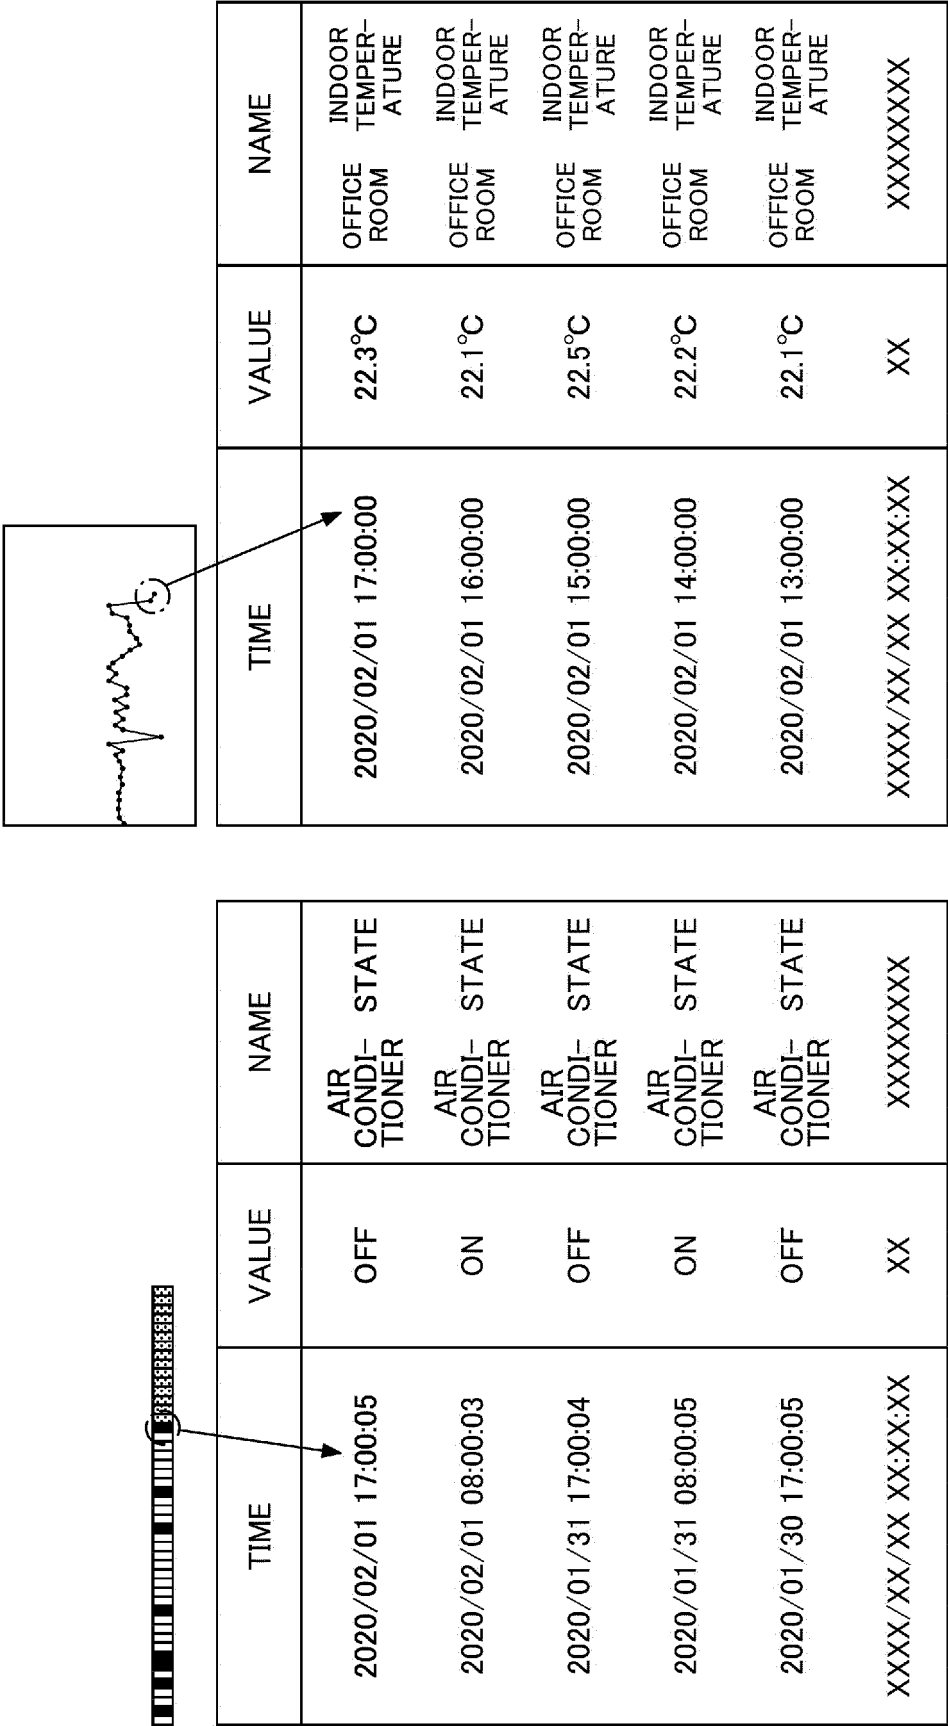 TIME VALUE NAME
2020/02/01 17:00:05 OFF AIR CONDI-TIONER STATE
2020/02/01 08:00:03 ON AIR CONDI-TIONER STATE
2020/01/31 17:00:04 OFF AIR CONDI-TIONER STATE
2020/01/31 08:00:05 ON AIR CONDI-TIONER STATE
2020/01/30 17:00:05 OFF AIR CONDI-TIONER STATE
XXXX/XX/XX XX:XX:XX XX XXXXXXXX
TIME VALUE NAME
2020/02/01 17:00:00 22.3°C OFFICE ROOM INDOOR TEMPER-ATURE
2020/02/01 16:00:00 22.1°C OFFICE ROOM INDOOR TEMPER-ATURE
2020/02/01 15:00:00 22.5°C OFFICE ROOM INDOOR TEMPER-ATURE
2020/02/01 14:00:00 22.2°C OFFICE ROOM INDOOR TEMPER-ATURE
2020/02/01 13:00:00 22.1°C OFFICE ROOM INDOOR TEMPER-ATURE
XXXX/XX/XX XX:XX:XX XX XXXXXXXX